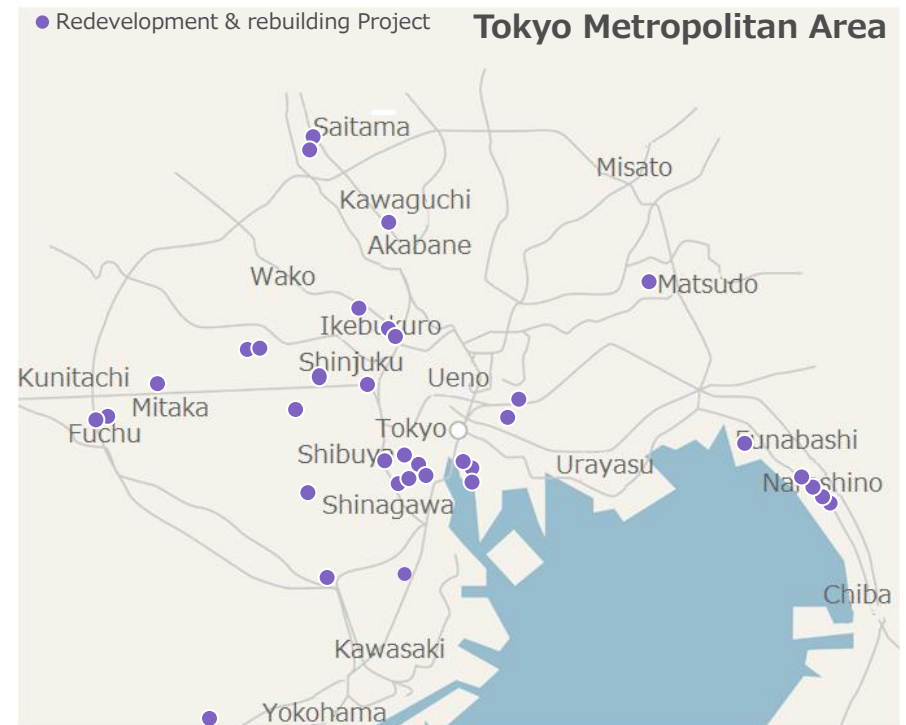 Redevelopment & rebuilding Project
Tokyo Metropolitan Area
Saitama
Misato
Kawaguchi
Akabane
Wako
Matsudo
Ikebukuro
Shinjuku
Kunitachi
Ueno
Mitaka
Fuchu
Tokyo
Funabashi
Shibuya
Urayasu
Narashino
Shinagawa
Chiba
Kawasaki
Yokohama